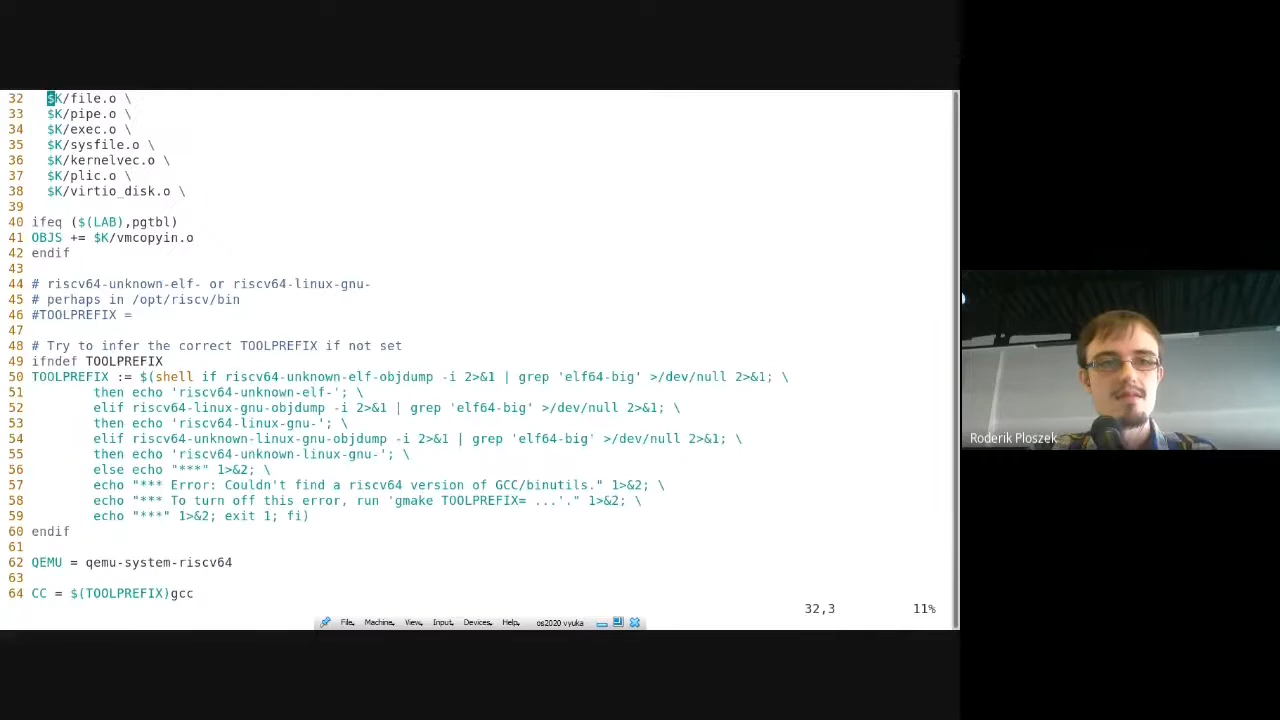 32    $K/file.o \
33    $K/pipe.o \
34    $K/exec.o \
35    $K/sysfile.o \
36    $K/kernelvec.o \
37    $K/plic.o \
38    $K/virtio_disk.o \
39
40  ifeq ($(LAB),pgtbl)
41  OBJS += $K/vmcopyin.o
42  endif
43
44  # riscv64-unknown-elf- or riscv64-linux-gnu-
45  # perhaps in /opt/riscv/bin
46  #TOOLPREFIX =
47
48  # Try to infer the correct TOOLPREFIX if not set
49  ifndef TOOLPREFIX
50  TOOLPREFIX := $(shell if riscv64-unknown-elf-objdump -i 2>&1 | grep 'elf64-big' >/dev/null 2>&1; \
51          then echo 'riscv64-unknown-elf-'; \
52          elif riscv64-linux-gnu-objdump -i 2>&1 | grep 'elf64-big' >/dev/null 2>&1; \
53          then echo 'riscv64-linux-gnu-'; \
54          elif riscv64-unknown-linux-gnu-objdump -i 2>&1 | grep 'elf64-big' >/dev/null 2>&1; \
55          then echo 'riscv64-unknown-linux-gnu-'; \
56          else echo "***" 1>&2; \
57          echo "*** Error: Couldn't find a riscv64 version of GCC/binutils." 1>&2; \
58          echo "*** To turn off this error, run 'gmake TOOLPREFIX= ...'." 1>&2; \
59          echo "***" 1>&2; exit 1; fi)
60  endif
61
62  QEMU = qemu-system-riscv64
63
64  CC = $(TOOLPREFIX)gcc
32,3    11%
File Machine View Input Devices Help os2020 vyuka
Roderik Ploszek